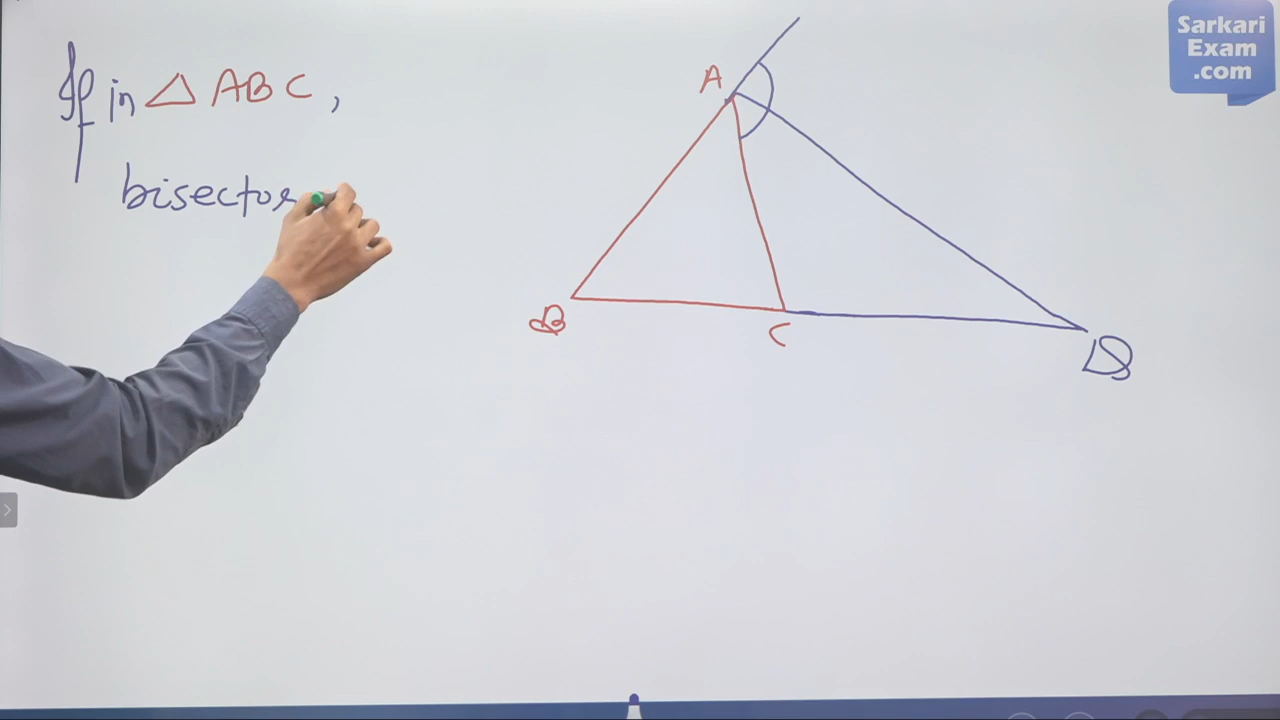 If in △ ABC,
bisector
A
B
C
D
Sarkari
Exam
.com